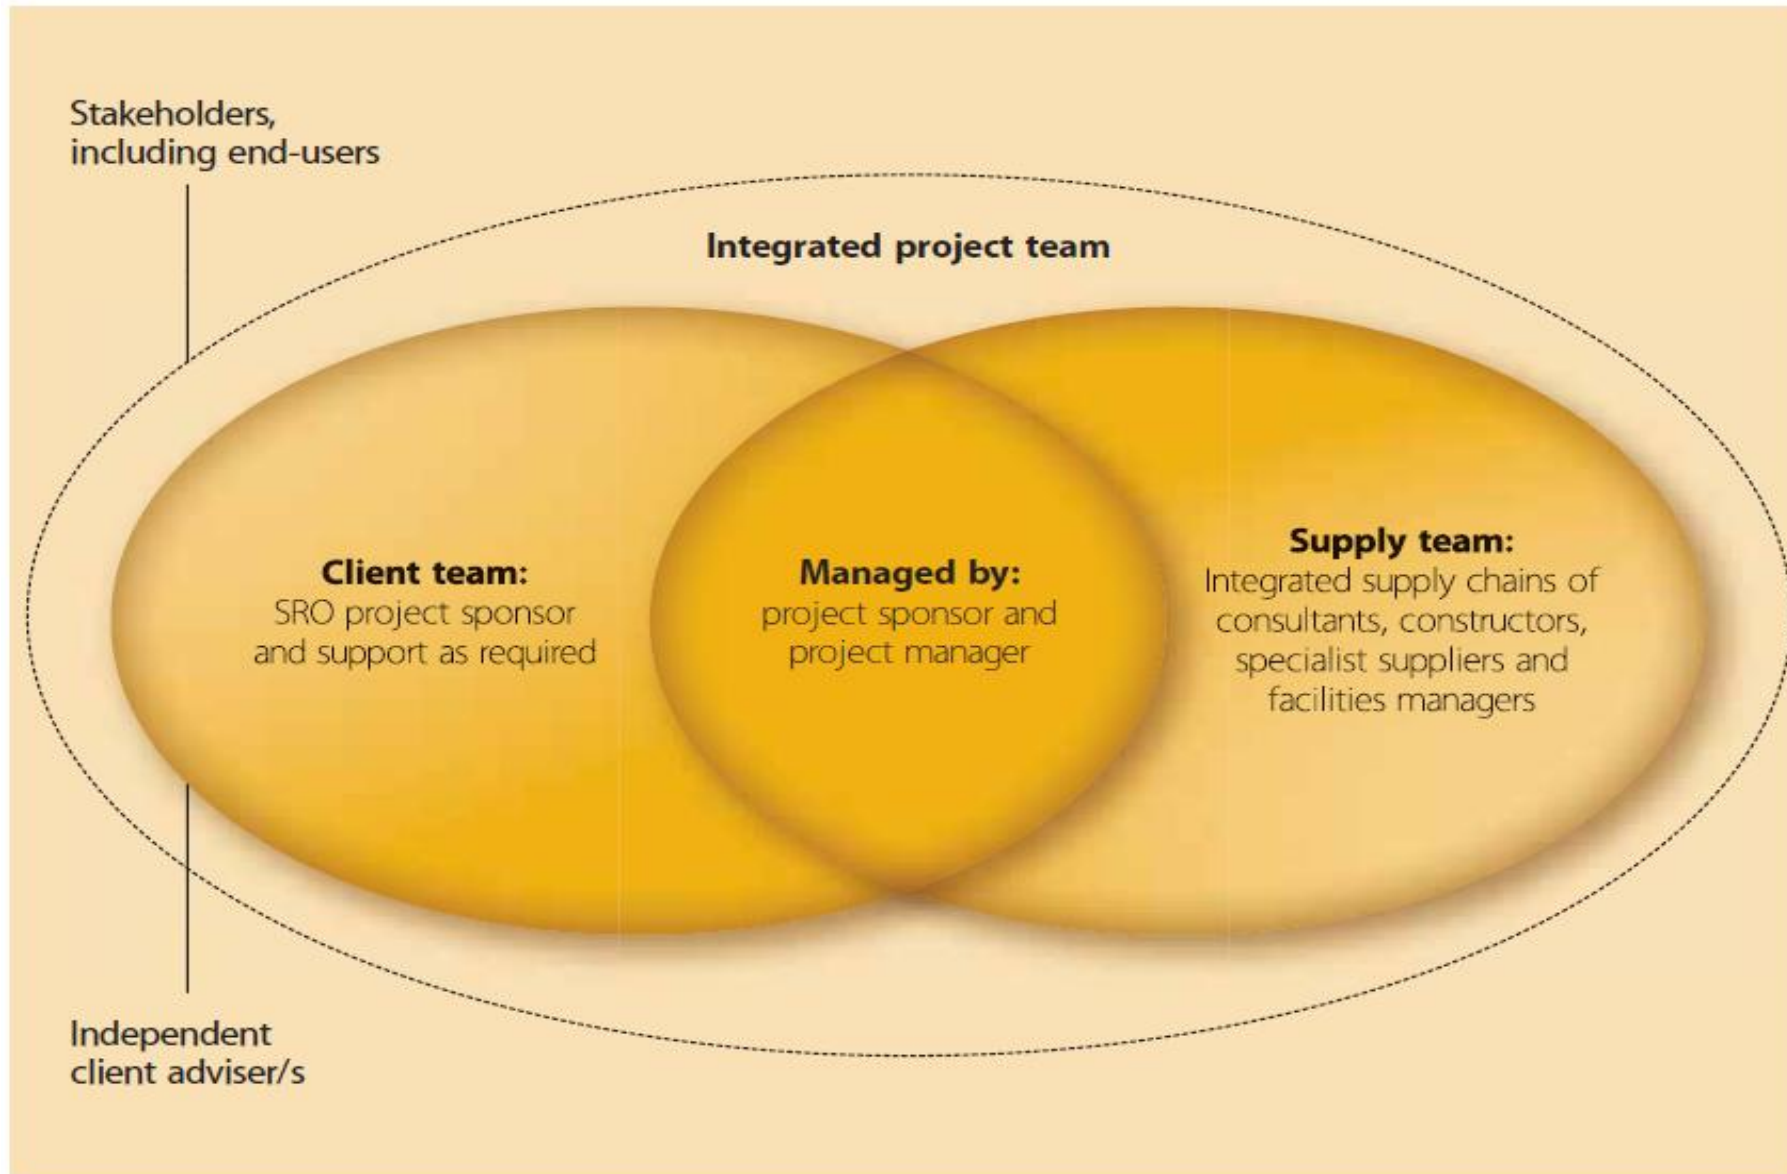 Stakeholders,
including end-users
Integrated project team
Client team:
SRO project sponsor
and support as required
Managed by:
project sponsor and
project manager
Supply team:
Integrated supply chains of
consultants, constructors,
specialist suppliers and
facilities managers
Independent
client adviser/s